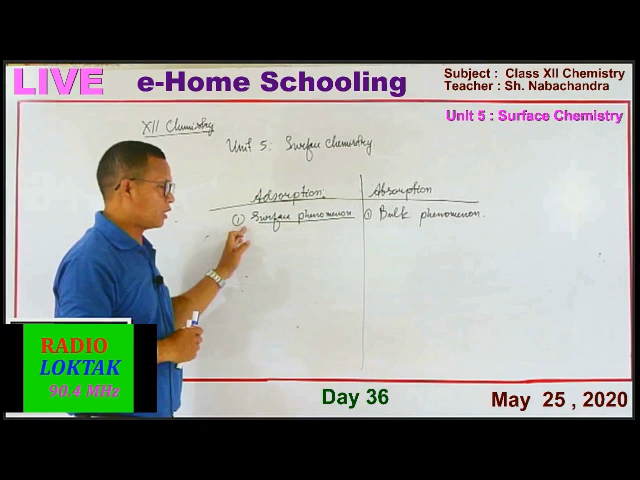 LIVE e-Home Schooling
Subject : Class XII Chemistry
Teacher : Sh. Nabachandra
Unit 5 : Surface Chemistry
XII Chemistry
Unit 5: Surface Chemistry
Adsorption: Absorption
① Surface phenomenon ① Bulk phenomenon.
RADIO
LOKTAK
90.4 MHz
Day 36
May 25 , 2020